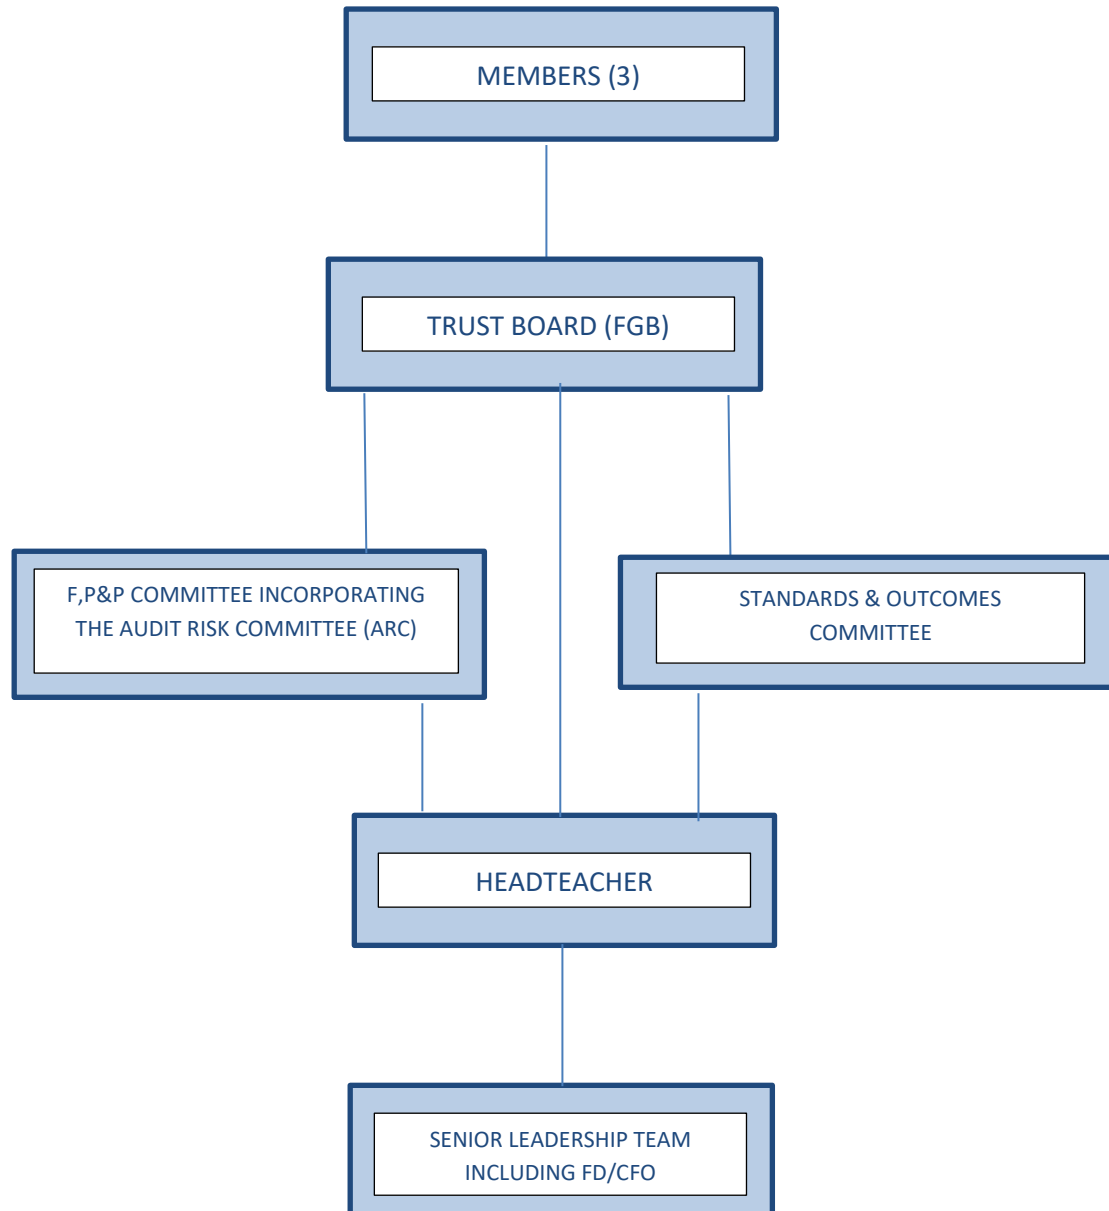 MEMBERS (3)
TRUST BOARD (FGB)
F,P&P COMMITTEE INCORPORATING
THE AUDIT RISK COMMITTEE (ARC)
STANDARDS & OUTCOMES
COMMITTEE
HEADTEACHER
SENIOR LEADERSHIP TEAM
INCLUDING FD/CFO